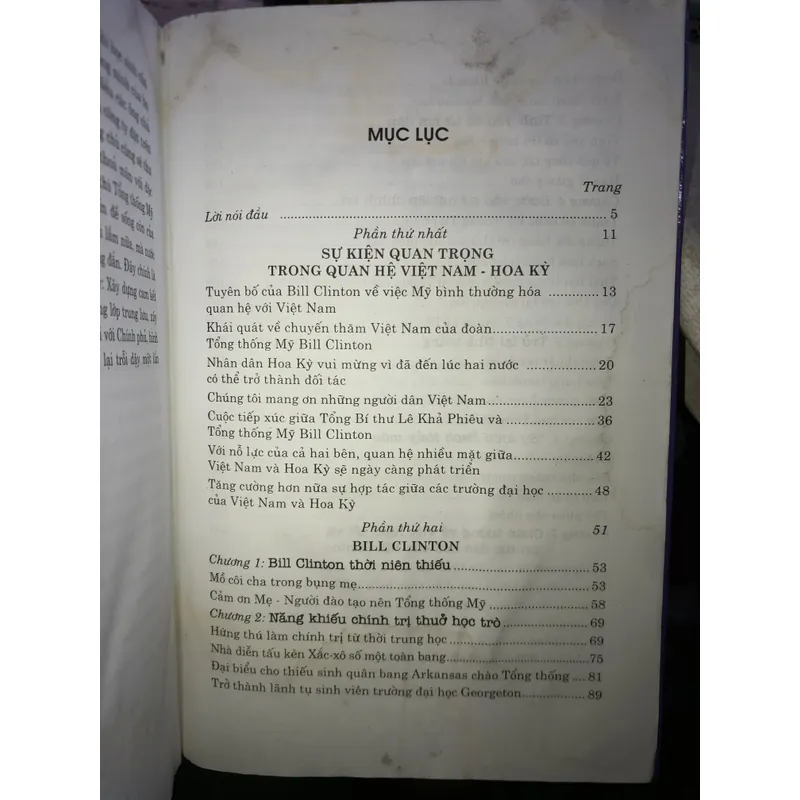 MỤC LỤC
Trang
Lời nói đầu ........ 5
Phần thứ nhất 11
SỰ KIỆN QUAN TRỌNG
TRONG QUAN HỆ VIỆT NAM - HOA KỲ
Tuyên bố của Bill Clinton về việc Mỹ bình thường hóa ............. 13
quan hệ với Việt Nam
Khái quát về chuyến thăm Việt Nam của đoàn........ 17
Tổng thống Mỹ Bill Clinton
Nhân dân Hoa Kỳ vui mừng vì đã đến lúc hai nước ........ 20
có thể trở thành đối tác
Chúng tôi mang ơn những người dân Việt Nam........ 23
Cuộc tiếp xúc giữa Tổng Bí thư Lê Khả Phiêu và ........ 36
Tổng thống Mỹ Bill Clinton
Với nỗ lực của cả hai bên, quan hệ nhiều mặt giữa........ 42
Việt Nam và Hoa Kỳ sẽ ngày càng phát triển
Tăng cường hơn nữa sự hợp tác giữa các trường đại học ........ 48
của Việt Nam và Hoa Kỳ
Phần thứ hai 51
BILL CLINTON
Chương 1: Bill Clinton thời niên thiếu ........ 53
Mồ côi cha trong bụng mẹ........ 53
Cảm ơn Mẹ - Người đào tạo nên Tổng thống Mỹ ........ 58
Chương 2: Năng khiếu chính trị thuở học trò ........ 69
Hứng thú làm chính trị từ thời trung học ........ 69
Nhà diễn tấu kèn Xắc-xô số một toàn bang........ 75
Đại biểu cho thiếu sinh quân bang Arkansas chào Tổng thống .... 81
Trở thành lãnh tụ sinh viên trường đại học Georgeton........ 89